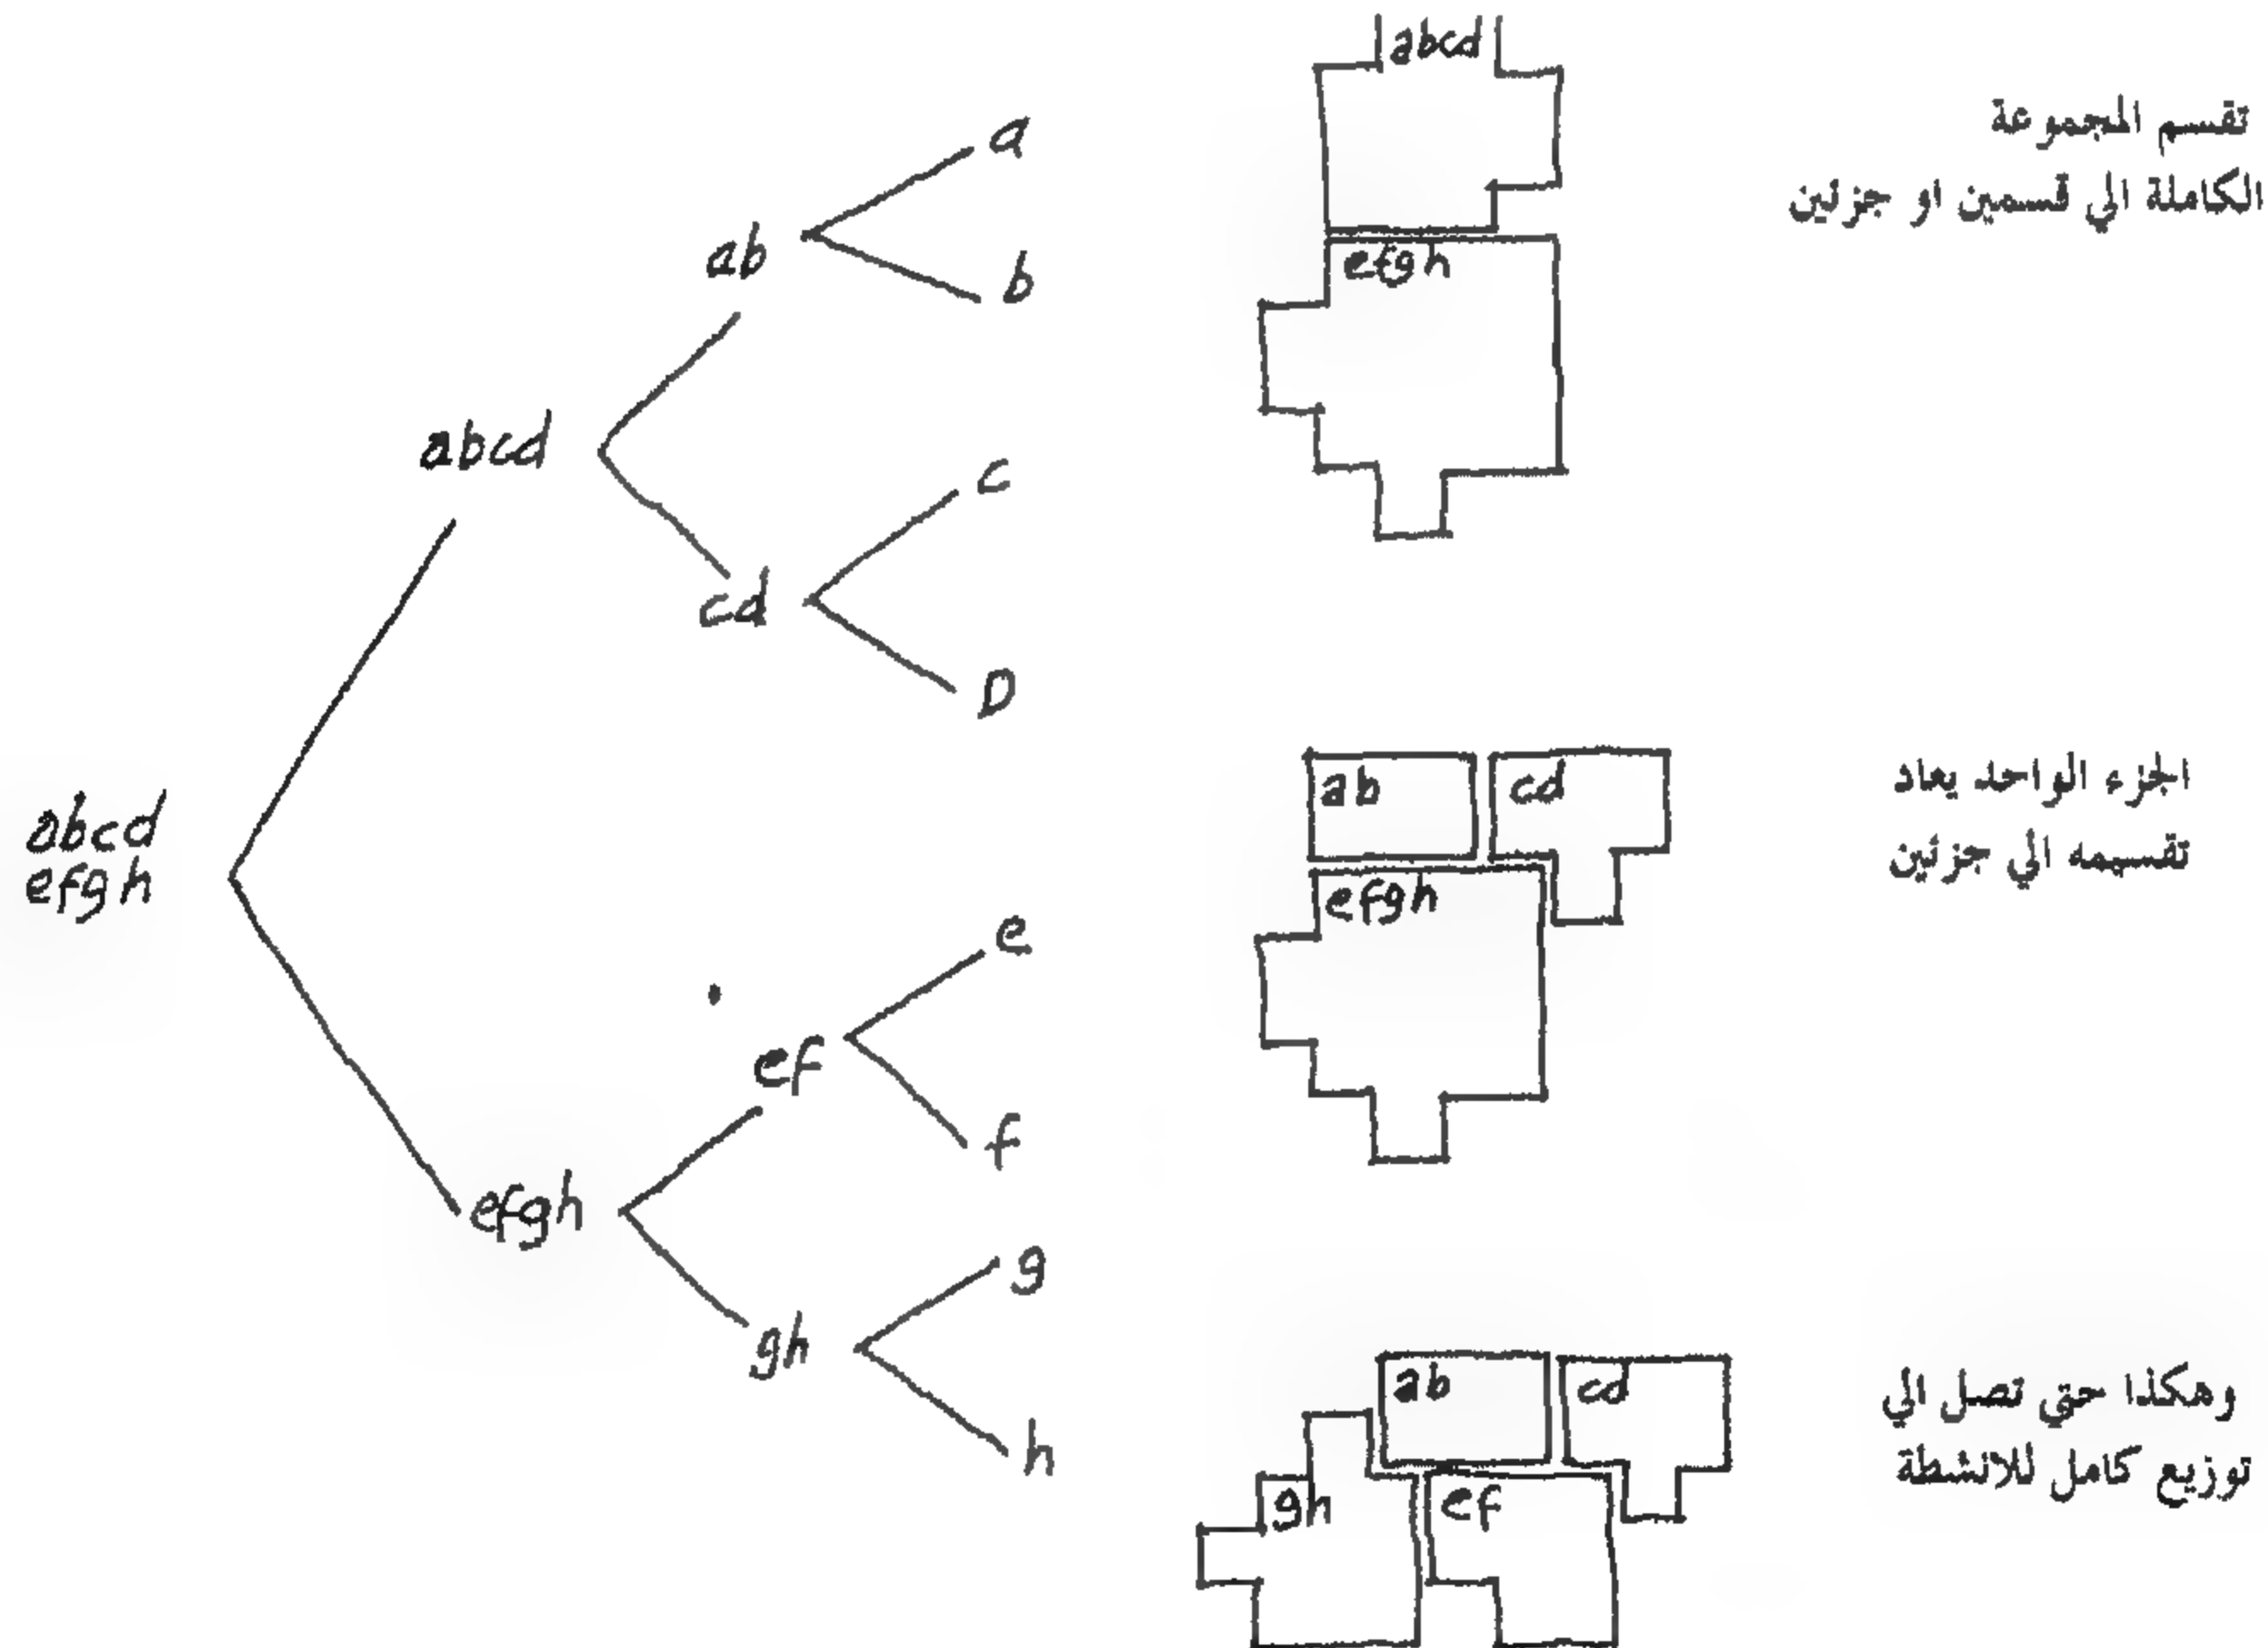 abcd
efgh
abcd
efgh
ab
cd
ef
gh
a
b
c
D
e
f
g
h
abcd
efgh
تقسم المجموعة
الكاملة الي قسمين او جزئين
ab
cd
efgh
الجزء الواحد يعاد
تقسيمه الي جزئين
ab
cd
gh
ef
وهكذا حتي تصل الي
توزيع كامل للانشطة